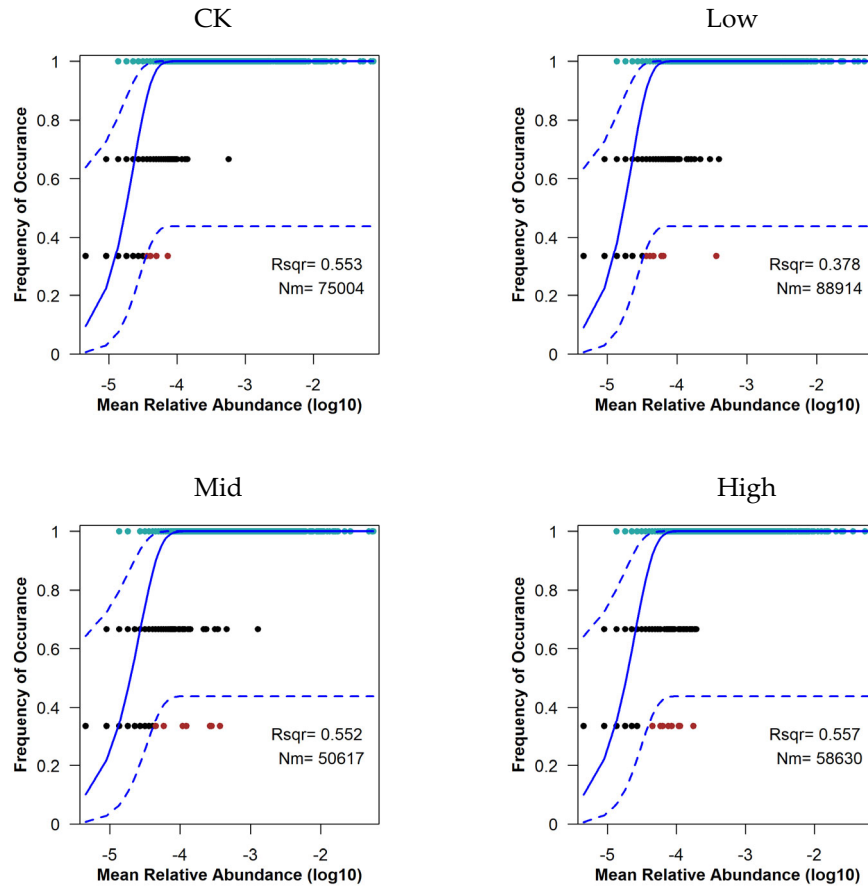 CK
Low
1
0.8
0.6
0.4
0.2
0
Frequency of Occurance
Rsqr= 0.553
Nm= 75004
-5
-4
-3
-2
Mean Relative Abundance (log10)
1
0.8
0.6
0.4
0.2
0
Frequency of Occurance
Rsqr= 0.378
Nm= 88914
-5
-4
-3
-2
Mean Relative Abundance (log10)
Mid
High
1
0.8
0.6
0.4
0.2
0
Frequency of Occurance
Rsqr= 0.552
Nm= 50617
-5
-4
-3
-2
Mean Relative Abundance (log10)
1
0.8
0.6
0.4
0.2
0
Frequency of Occurance
Rsqr= 0.557
Nm= 58630
-5
-4
-3
-2
Mean Relative Abundance (log10)